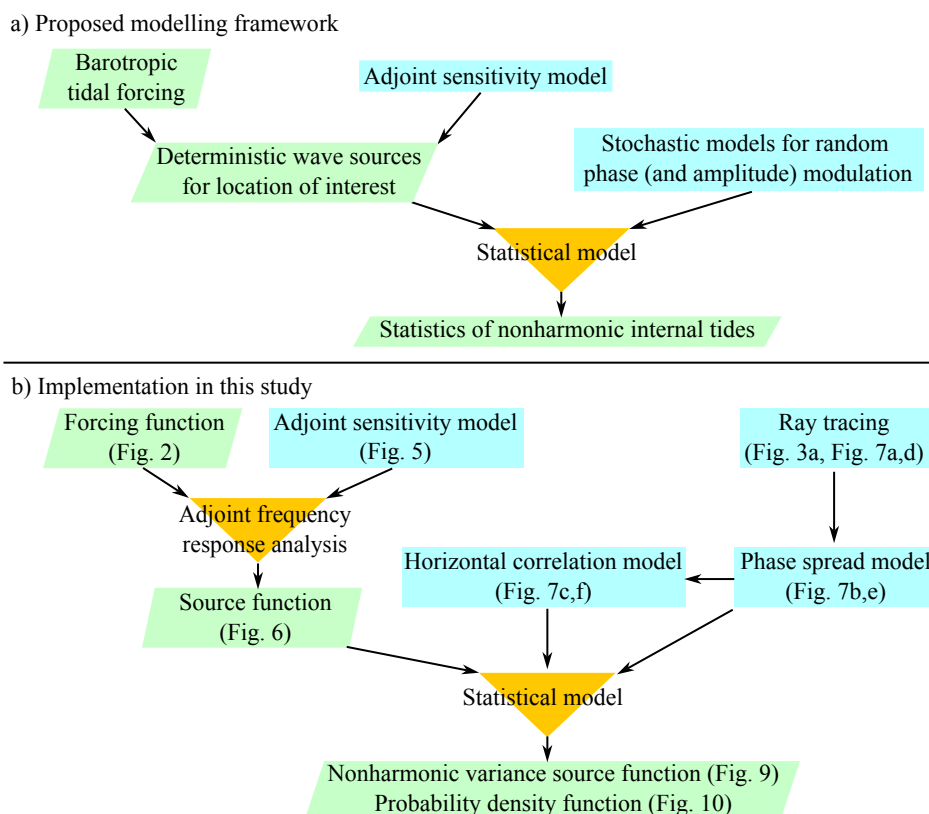 a) Proposed modelling framework
Barotropic
tidal forcing
Adjoint sensitivity model
Deterministic wave sources
for location of interest
Stochastic models for random
phase (and amplitude) modulation
Statistical model
Statistics of nonharmonic internal tides
b) Implementation in this study
Forcing function
(Fig. 2)
Adjoint sensitivity model
(Fig. 5)
Ray tracing
(Fig. 3a, Fig. 7a,d)
Adjoint frequency
response analysis
Horizontal correlation model
(Fig. 7c,f)
Phase spread model
(Fig. 7b,e)
Source function
(Fig. 6)
Statistical model
Nonharmonic variance source function (Fig. 9)
Probability density function (Fig. 10)